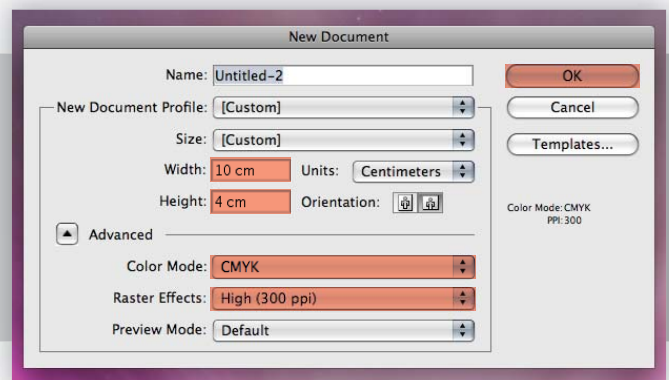 New Document
Name: Untitled-2
OK
New Document Profile: [Custom]
Cancel
Size: [Custom]
Templates...
Width: 10 cm Units: Centimeters
Height: 4 cm Orientation:
Color Mode: CMYK
PPI: 300
Advanced
Color Mode: CMYK
Raster Effects: High (300 ppi)
Preview Mode: Default